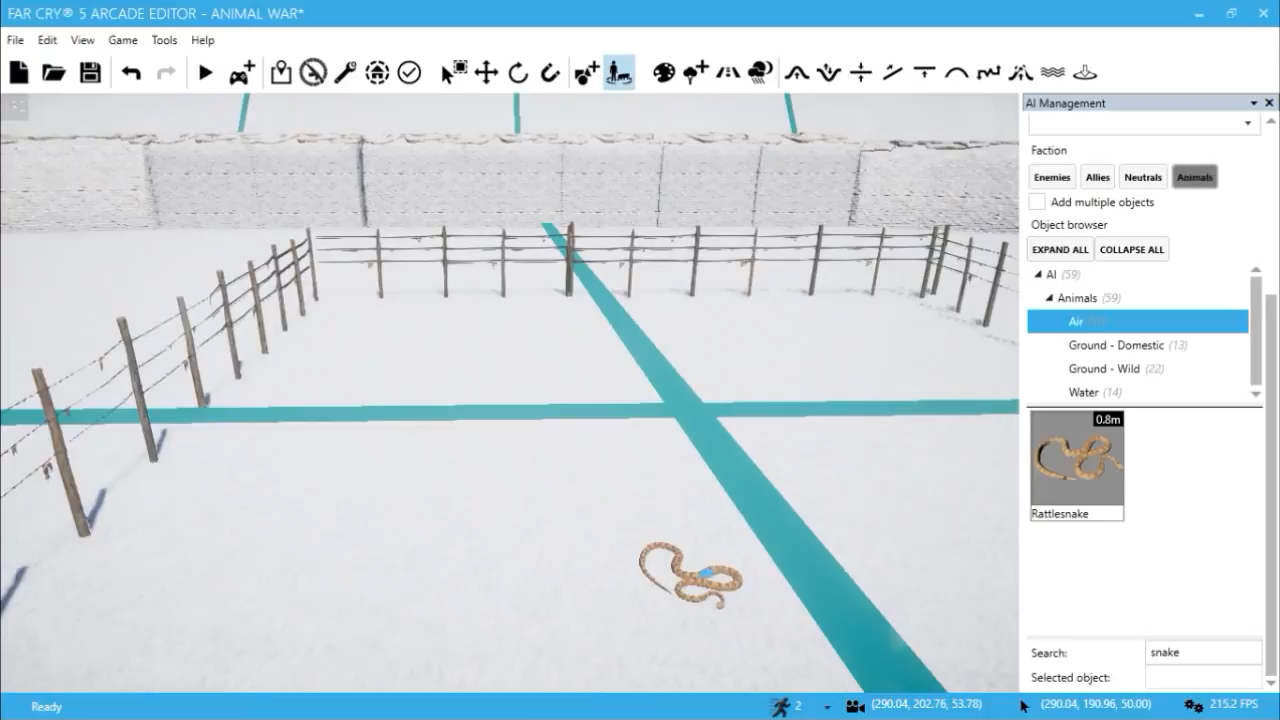 FAR CRY® 5 ARCADE EDITOR - ANIMAL WAR*
File Edit View Game Tools Help
AI Management
Faction
Enemies Allies Neutrals Animals
Add multiple objects
Object browser
EXPAND ALL COLLAPSE ALL
AI (59)
Animals (59)
Air
Ground - Domestic (13)
Ground - Wild (22)
Water (14)
0.8m
Rattlesnake
Search: snake
Selected object:
Ready 2 (290.04, 202.76, 53.78) (290.04, 190.96, 50.00) 215.2 FPS